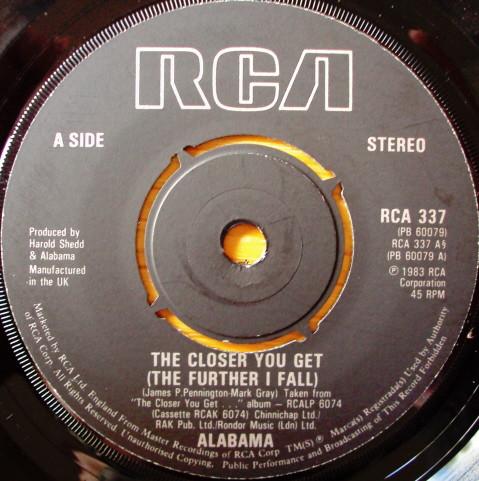 RCA
A SIDE
STEREO
Produced by
Harold Shedd
& Alabama
Manufactured
in the UK
RCA 337
(PB 60079)
RCA 337 A§
(PB 60079 A)
℗ 1983 RCA
Corporation
45 RPM
THE CLOSER YOU GET
(THE FURTHER I FALL)
(James P.Pennington-Mark Gray) Taken from
"The Closer You Get . . ." album – RCALP 6074
(Cassette RCAK 6074) Chinnichap Ltd./
RAK Pub. Ltd./Rondor Music (Ldn) Ltd.
ALABAMA
Marketed by RCA Ltd. England From Master Recordings of RCA Corp TM(S)® Marca(s) Registrada(s) Used by Authority
of RCA Corp. All Rights Reserved Unauthorised Copying, Public Performance and Broadcasting of This Record Forbidden